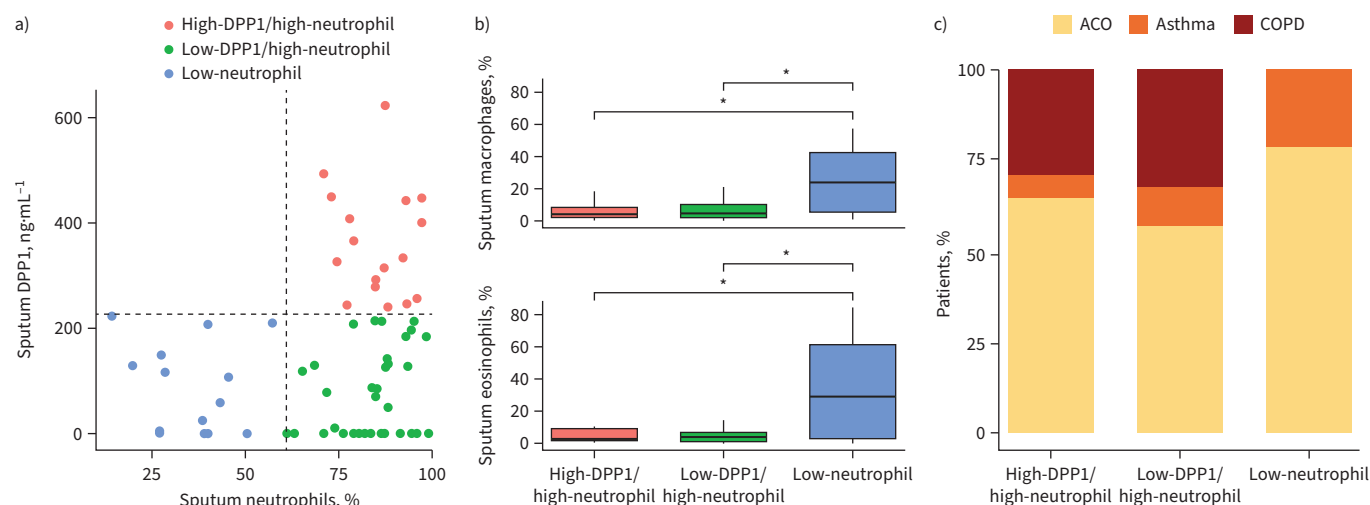 a)
High-DPP1/high-neutrophil
Low-DPP1/high-neutrophil
Low-neutrophil
Sputum DPP1, ng·mL⁻¹
600
400
200
0
25
50
75
100
Sputum neutrophils, %
b)
Sputum macrophages, %
80
60
40
20
0
*
*
Sputum eosinophils, %
80
60
40
20
0
*
*
High-DPP1/
high-neutrophil
Low-DPP1/
high-neutrophil
Low-neutrophil
c)
ACO
Asthma
COPD
Patients, %
100
75
50
25
0
High-DPP1/
high-neutrophil
Low-DPP1/
high-neutrophil
Low-neutrophil